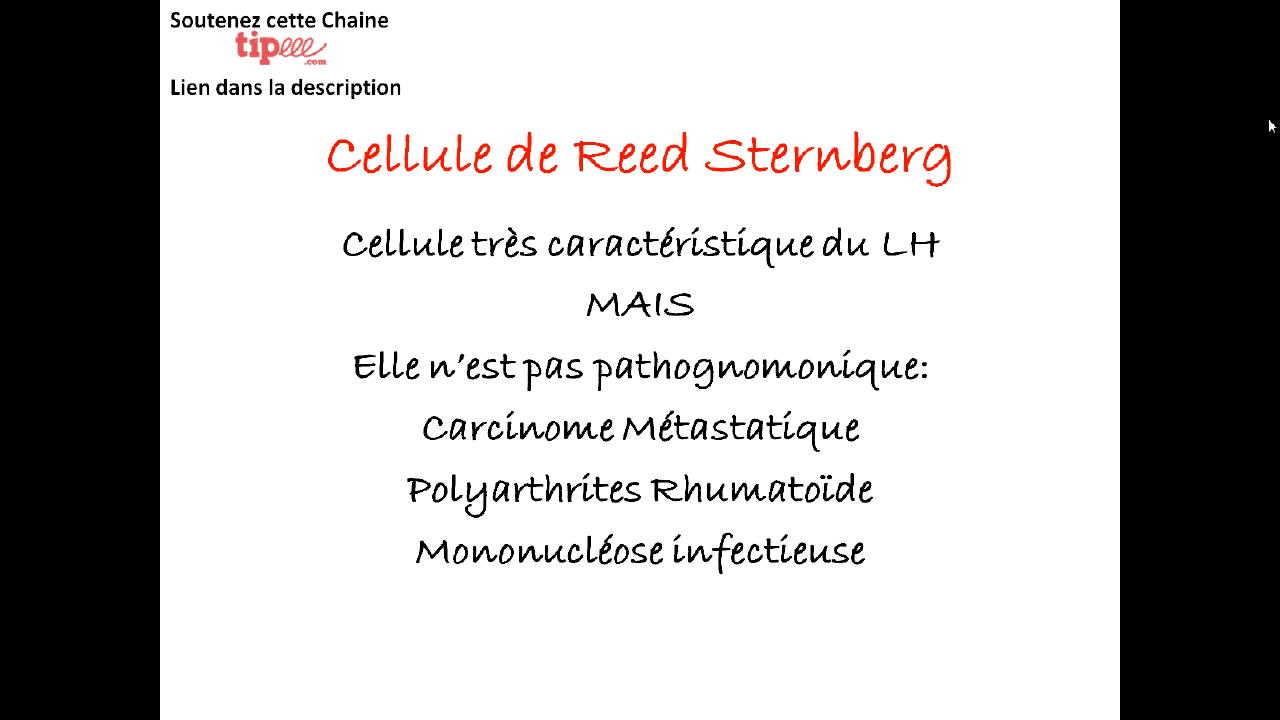 Soutenez cette Chaine
tipeee
.com
Lien dans la description
Cellule de Reed Sternberg
Cellule très caractéristique du LH
MAIS
Elle n'est pas pathognomonique:
Carcinome Métastatique
Polyarthrites Rhumatoïde
Mononucléose infectieuse